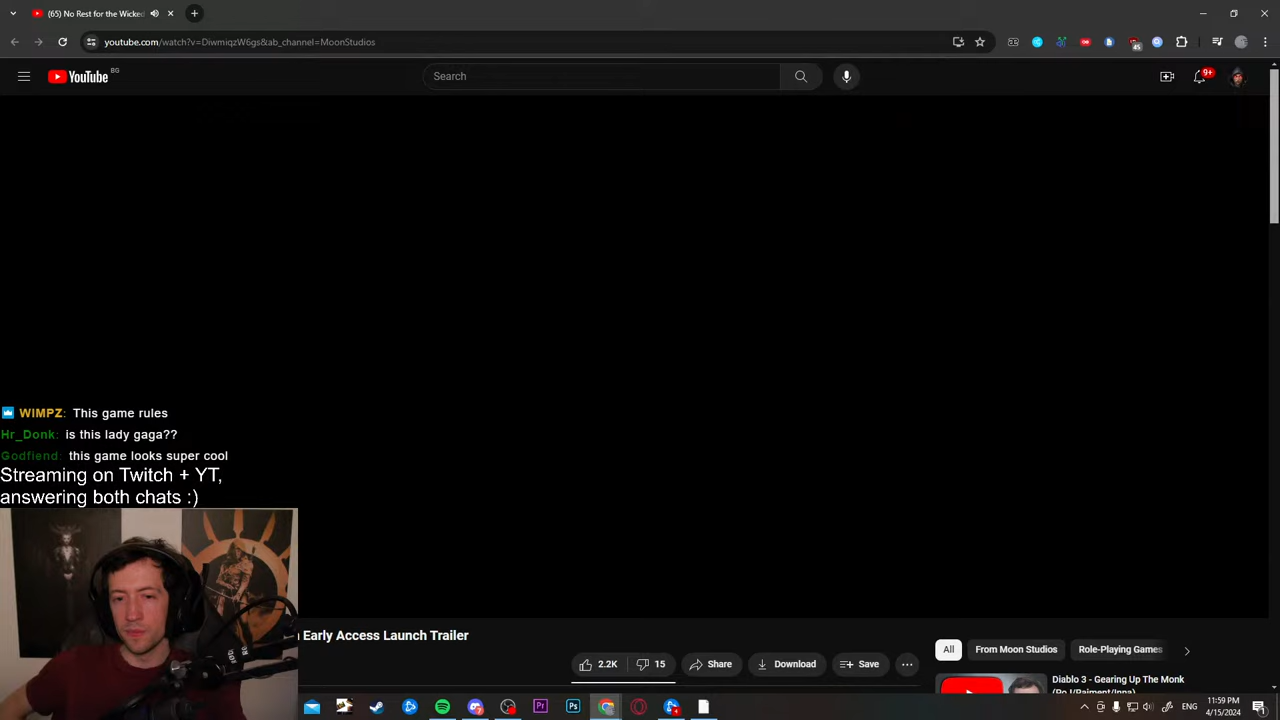 (65) No Rest for the Wicked
youtube.com/watch?v=DiwmiqzW6gs&ab_channel=MoonStudios
YouTube BG
Search
9+
WIMPZ: This game rules
Hr_Donk: is this lady gaga??
Godfiend: this game looks super cool
Streaming on Twitch + YT,
answering both chats :)
Early Access Launch Trailer
2.2K
15
Share
Download
Save
All
From Moon Studios
Role-Playing Games
Diablo 3 - Gearing Up The Monk
ENG
11:59 PM
4/15/2024